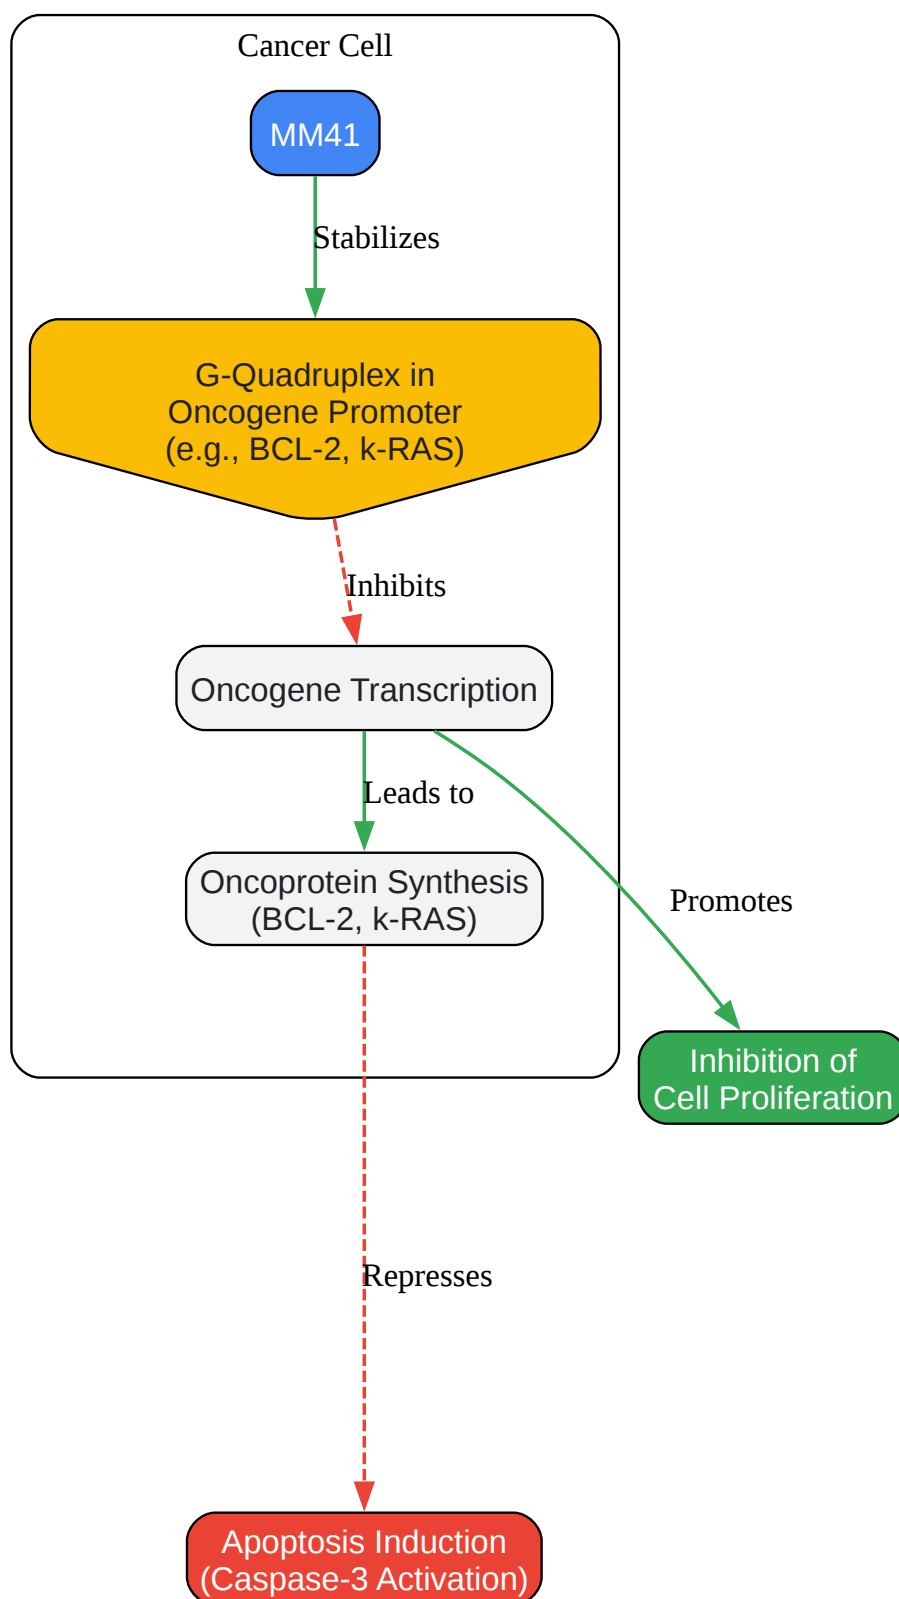 Cancer Cell
MM41
Stabilizes
G-Quadruplex in
Oncogene Promoter
(e.g., BCL-2, k-RAS)
Inhibits
Oncogene Transcription
Leads to
Oncoprotein Synthesis
(BCL-2, k-RAS)
Promotes
Inhibition of
Cell Proliferation
Represses
Apoptosis Induction
(Caspase-3 Activation)